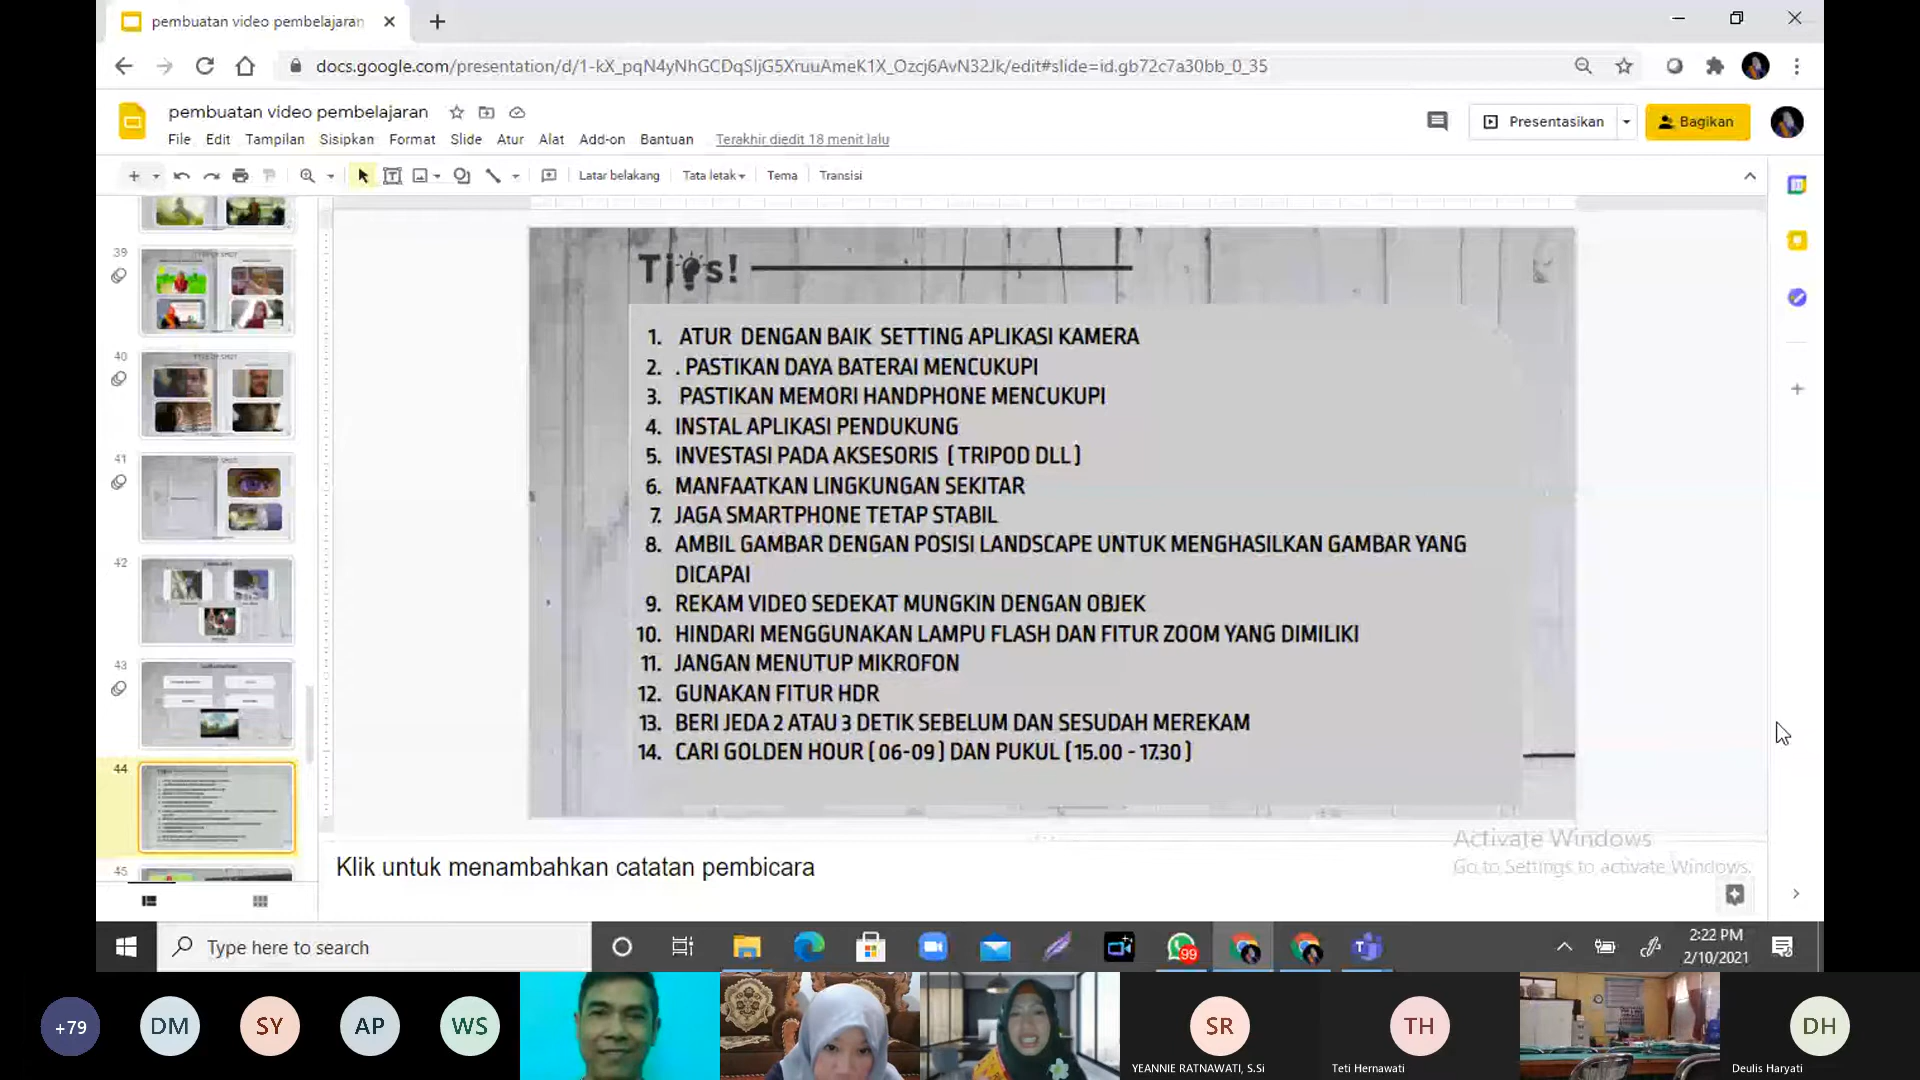 pembuatan video pembelajaran
docs.google.com/presentation/d/1-kX_pqN4yNhGCDqSIjG5XruuAmeK1X_Ozcj6AvN32Jk/edit#slide=id.gb72c7a30bb_0_35
pembuatan video pembelajaran
File Edit Tampilan Sisipkan Format Slide Atur Alat Add-on Bantuan Terakhir diedit 18 menit lalu
Presentasikan
Bagikan
Latar belakang Tata letak Tema Transisi
39
40
41
42
43
44
45
Tips!
1. ATUR DENGAN BAIK SETTING APLIKASI KAMERA
2. . PASTIKAN DAYA BATERAI MENCUKUPI
3. PASTIKAN MEMORI HANDPHONE MENCUKUPI
4. INSTAL APLIKASI PENDUKUNG
5. INVESTASI PADA AKSESORIS ( TRIPOD DLL )
6. MANFAATKAN LINGKUNGAN SEKITAR
7. JAGA SMARTPHONE TETAP STABIL
8. AMBIL GAMBAR DENGAN POSISI LANDSCAPE UNTUK MENGHASILKAN GAMBAR YANG
DICAPAI
9. REKAM VIDEO SEDEKAT MUNGKIN DENGAN OBJEK
10. HINDARI MENGGUNAKAN LAMPU FLASH DAN FITUR ZOOM YANG DIMILIKI
11. JANGAN MENUTUP MIKROFON
12. GUNAKAN FITUR HDR
13. BERI JEDA 2 ATAU 3 DETIK SEBELUM DAN SESUDAH MEREKAM
14. CARI GOLDEN HOUR ( 06-09 ) DAN PUKUL ( 15.00 - 17.30 )
Klik untuk menambahkan catatan pembicara
Activate Windows
Go to Settings to activate Windows.
Type here to search
99
2:22 PM
2/10/2021
+79
DM
SY
AP
WS
SR
TH
DH
YEANNIE RATNAWATI, S.Si
Teti Hernawati
Deulis Haryati